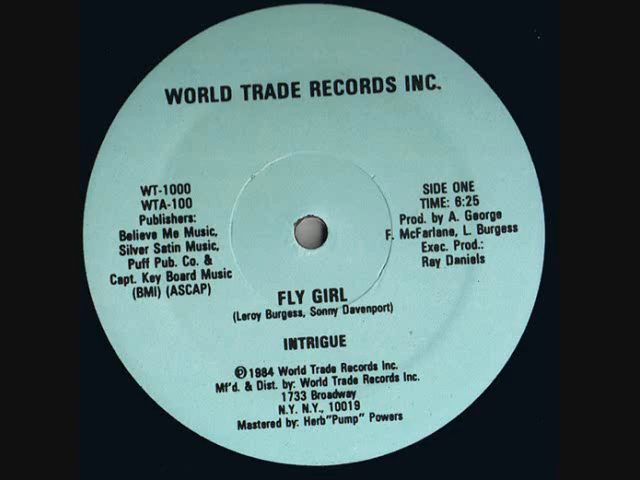 WORLD TRADE RECORDS INC.
WT-1000
WTA-100
Publishers:
Believe Me Music,
Silver Satin Music,
Puff Pub. Co. &
Capt. Key Board Music
(BMI) (ASCAP)
SIDE ONE
TIME: 6:25
Prod. by A. George
F. McFarlane, L. Burgess
Exec. Prod.:
Ray Daniels
FLY GIRL
(Leroy Burgess, Sonny Davenport)
INTRIGUE
℗1984 World Trade Records Inc.
Mf'd. & Dist. by: World Trade Records Inc.
1733 Broadway
N.Y. N.Y., 10019
Mastered by: Herb"Pump" Powers